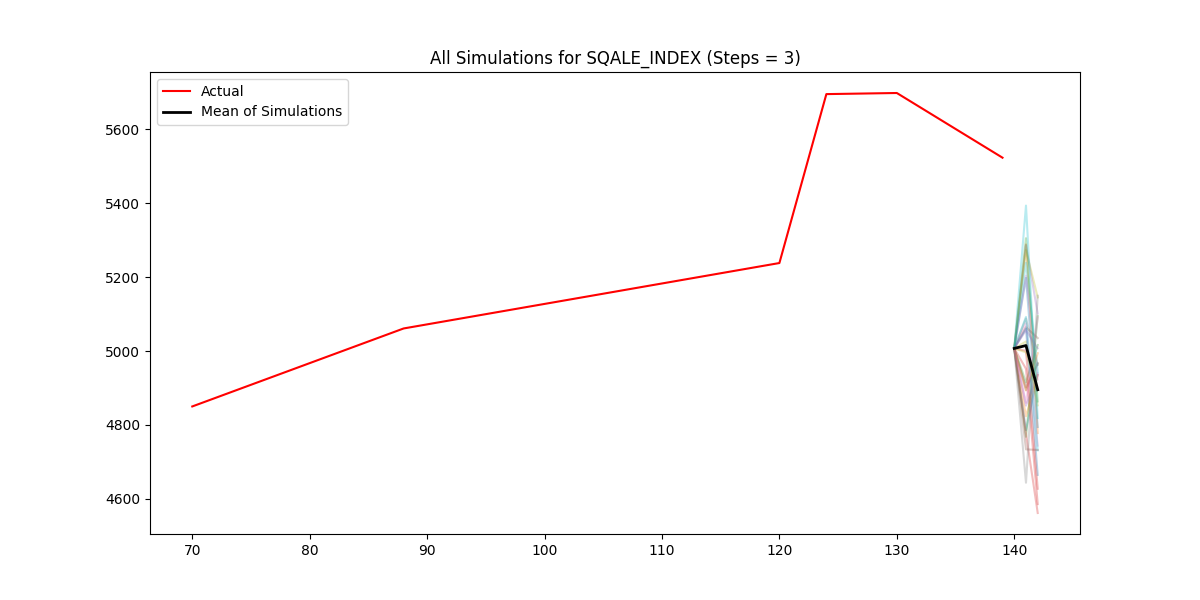 All Simulations for SQALE_INDEX (Steps = 3)
Actual
Mean of Simulations
5600
5400
5200
5000
4800
4600
70 80 90 100 110 120 130 140